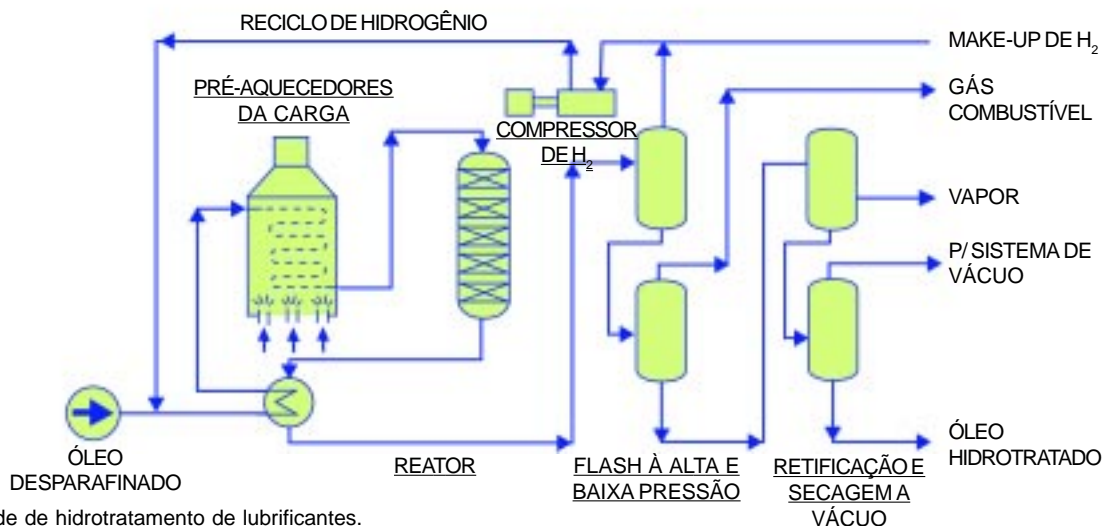 RECICLO DE HIDROGÊNIO
MAKE-UP DE H2
PRÉ-AQUECEDORES
DA CARGA
GÁS
COMBUSTÍVEL
COMPRESSOR
DE H2
VAPOR
P/ SISTEMA DE
VÁCUO
ÓLEO
DESPARAFINADO
REATOR
FLASH À ALTA E
BAIXA PRESSÃO
RETIFICAÇÃO E
SECAGEM A
VÁCUO
ÓLEO
HIDROTRATADO
de de hidrotratamento de lubrificantes.